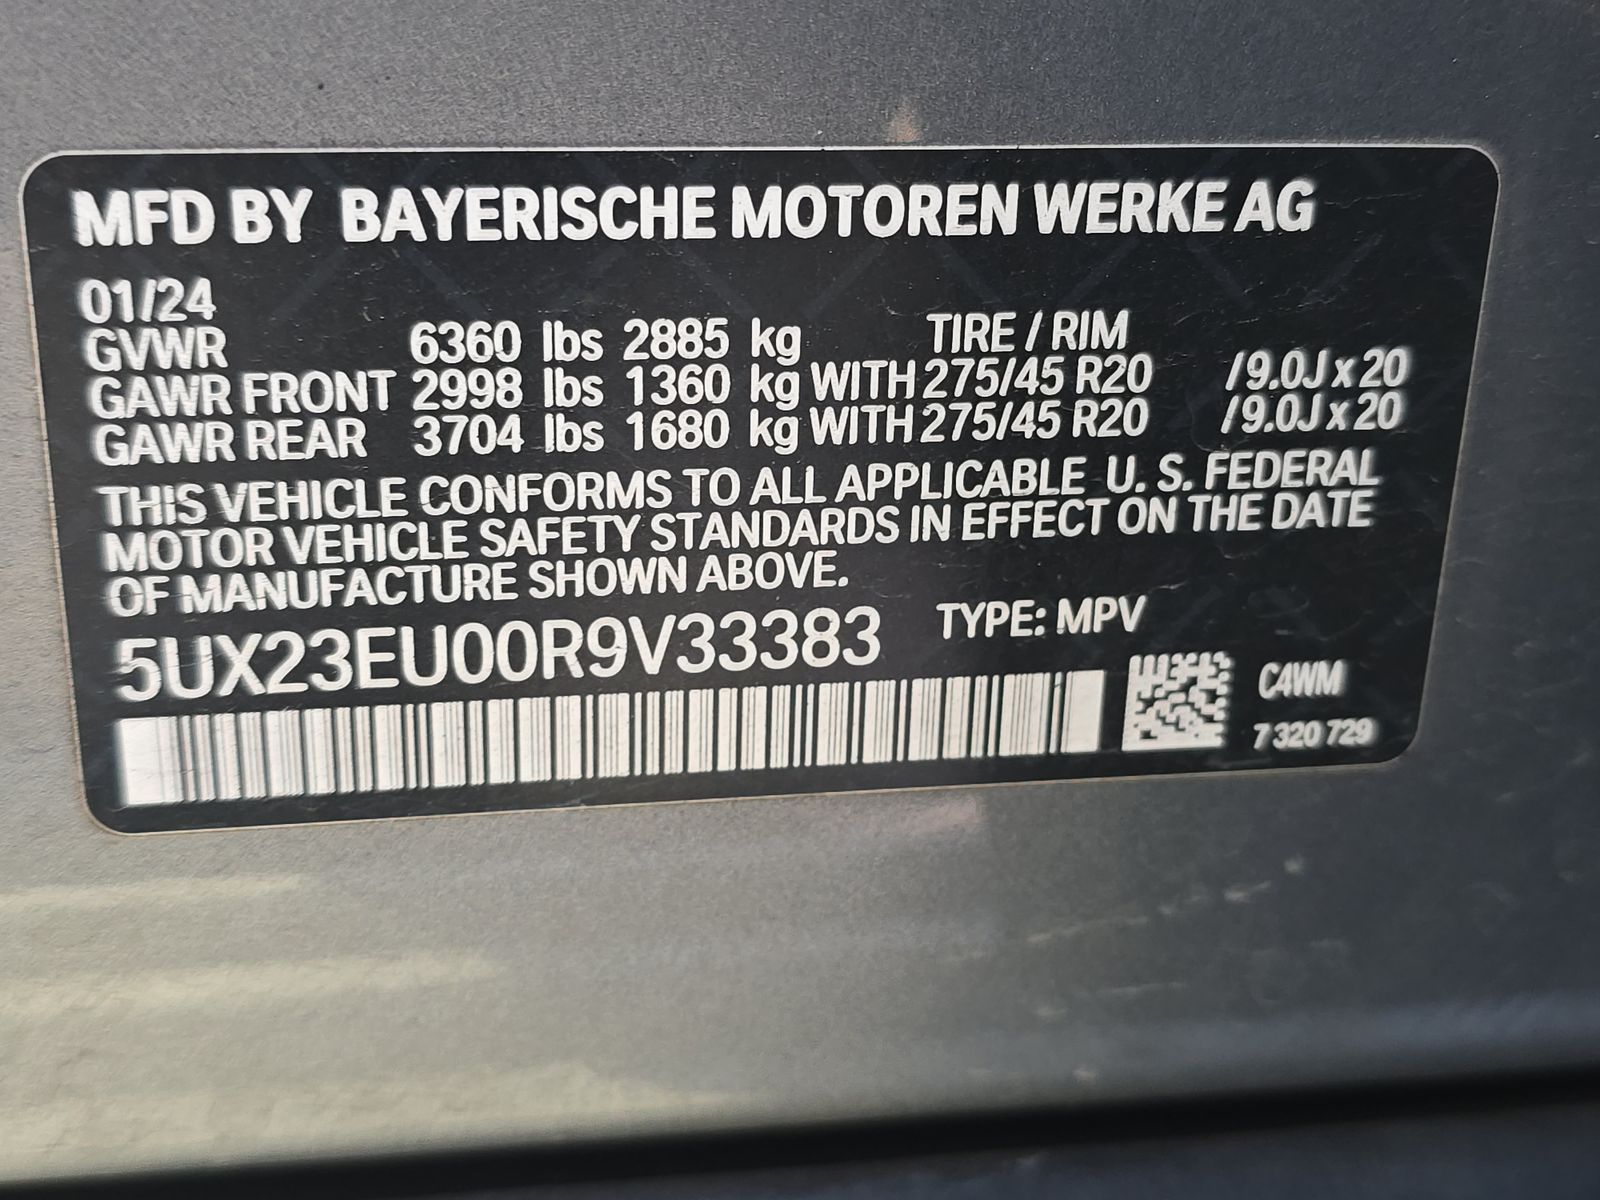 MFD BY BAYERISCHE MOTOREN WERKE AG
01/24
GVWR 6360 lbs 2885 kg TIRE / RIM
GAWR FRONT 2998 lbs 1360 kg WITH 275/45 R20 /9.0J x 20
GAWR REAR 3704 lbs 1680 kg WITH 275/45 R20 /9.0J x 20
THIS VEHICLE CONFORMS TO ALL APPLICABLE U. S. FEDERAL
MOTOR VEHICLE SAFETY STANDARDS IN EFFECT ON THE DATE
OF MANUFACTURE SHOWN ABOVE.
5UX23EU00R9V33383 TYPE: MPV
C4WM
7 320 729